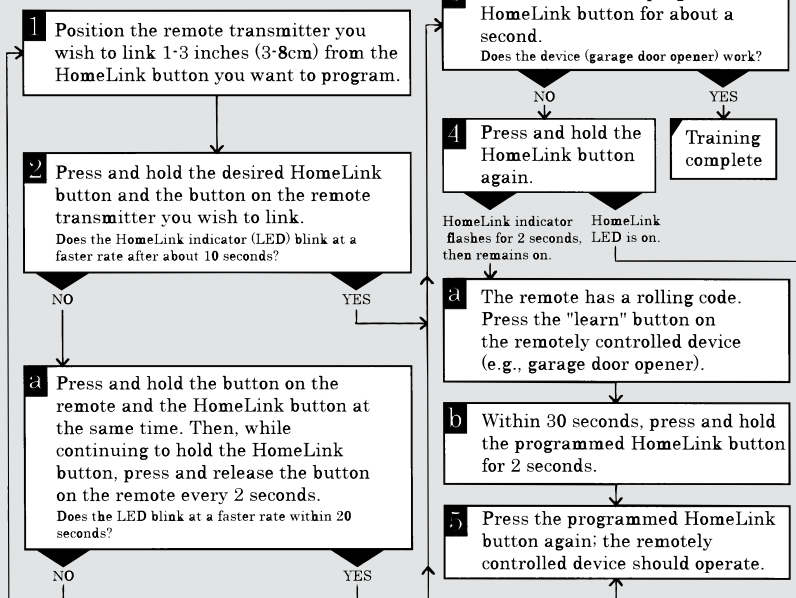 1
Position the remote transmitter you
wish to link 1-3 inches (3-8cm) from the
HomeLink button you want to program.
2
Press and hold the desired HomeLink
button and the button on the remote
transmitter you wish to link.
Does the HomeLink indicator (LED) blink at a
faster rate after about 10 seconds?
NO
YES
a
Press and hold the button on the
remote and the HomeLink button at
the same time. Then, while
continuing to hold the HomeLink
button, press and release the button
on the remote every 2 seconds.
Does the LED blink at a faster rate within 20
seconds?
NO
YES
HomeLink button for about a
second.
Does the device (garage door opener) work?
NO
YES
4
Press and hold the
HomeLink button
again.
Training
complete
HomeLink indicator
flashes for 2 seconds,
then remains on.
HomeLink
LED is on.
a
The remote has a rolling code.
Press the "learn" button on
the remotely controlled device
(e.g., garage door opener).
b
Within 30 seconds, press and hold
the programmed HomeLink button
for 2 seconds.
5
Press the programmed HomeLink
button again; the remotely
controlled device should operate.